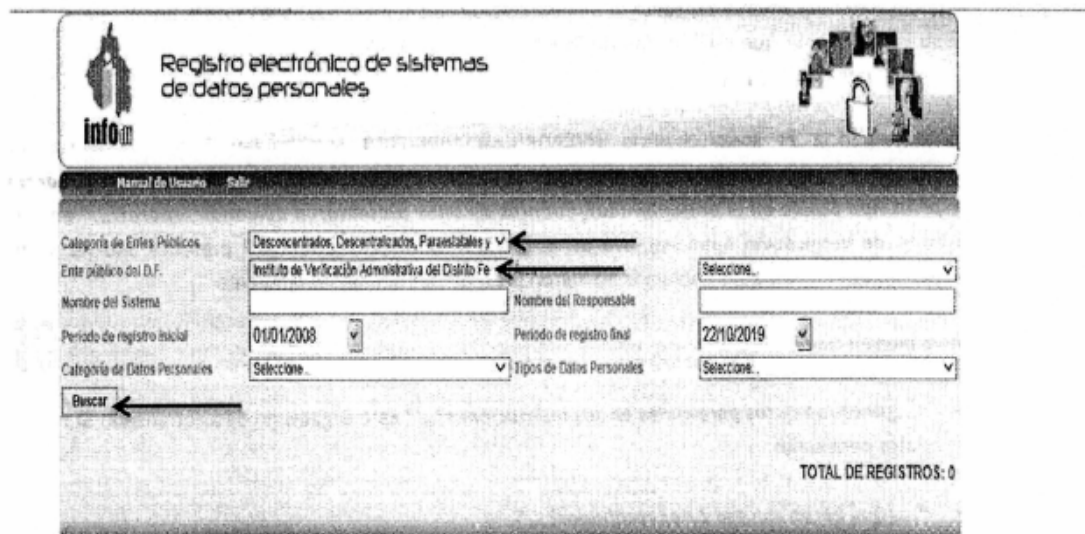 Registro electrónico de sistemas
de datos personales
info
Manual de Usuario Salir
Categoría de Entes Públicos Desconcentrados, Descentralizados, Paraestatales y
Ente público del D.F. Instituto de Verificación Administrativa del Distrito Fe Seleccione...
Nombre del Sistema Nombre del Responsable
Periodo de registro inicial 01/01/2008 Periodo de registro final 22/10/2019
Categoría de Datos Personales Seleccione... Tipos de Datos Personales Seleccione...
Buscar
TOTAL DE REGISTROS: 0